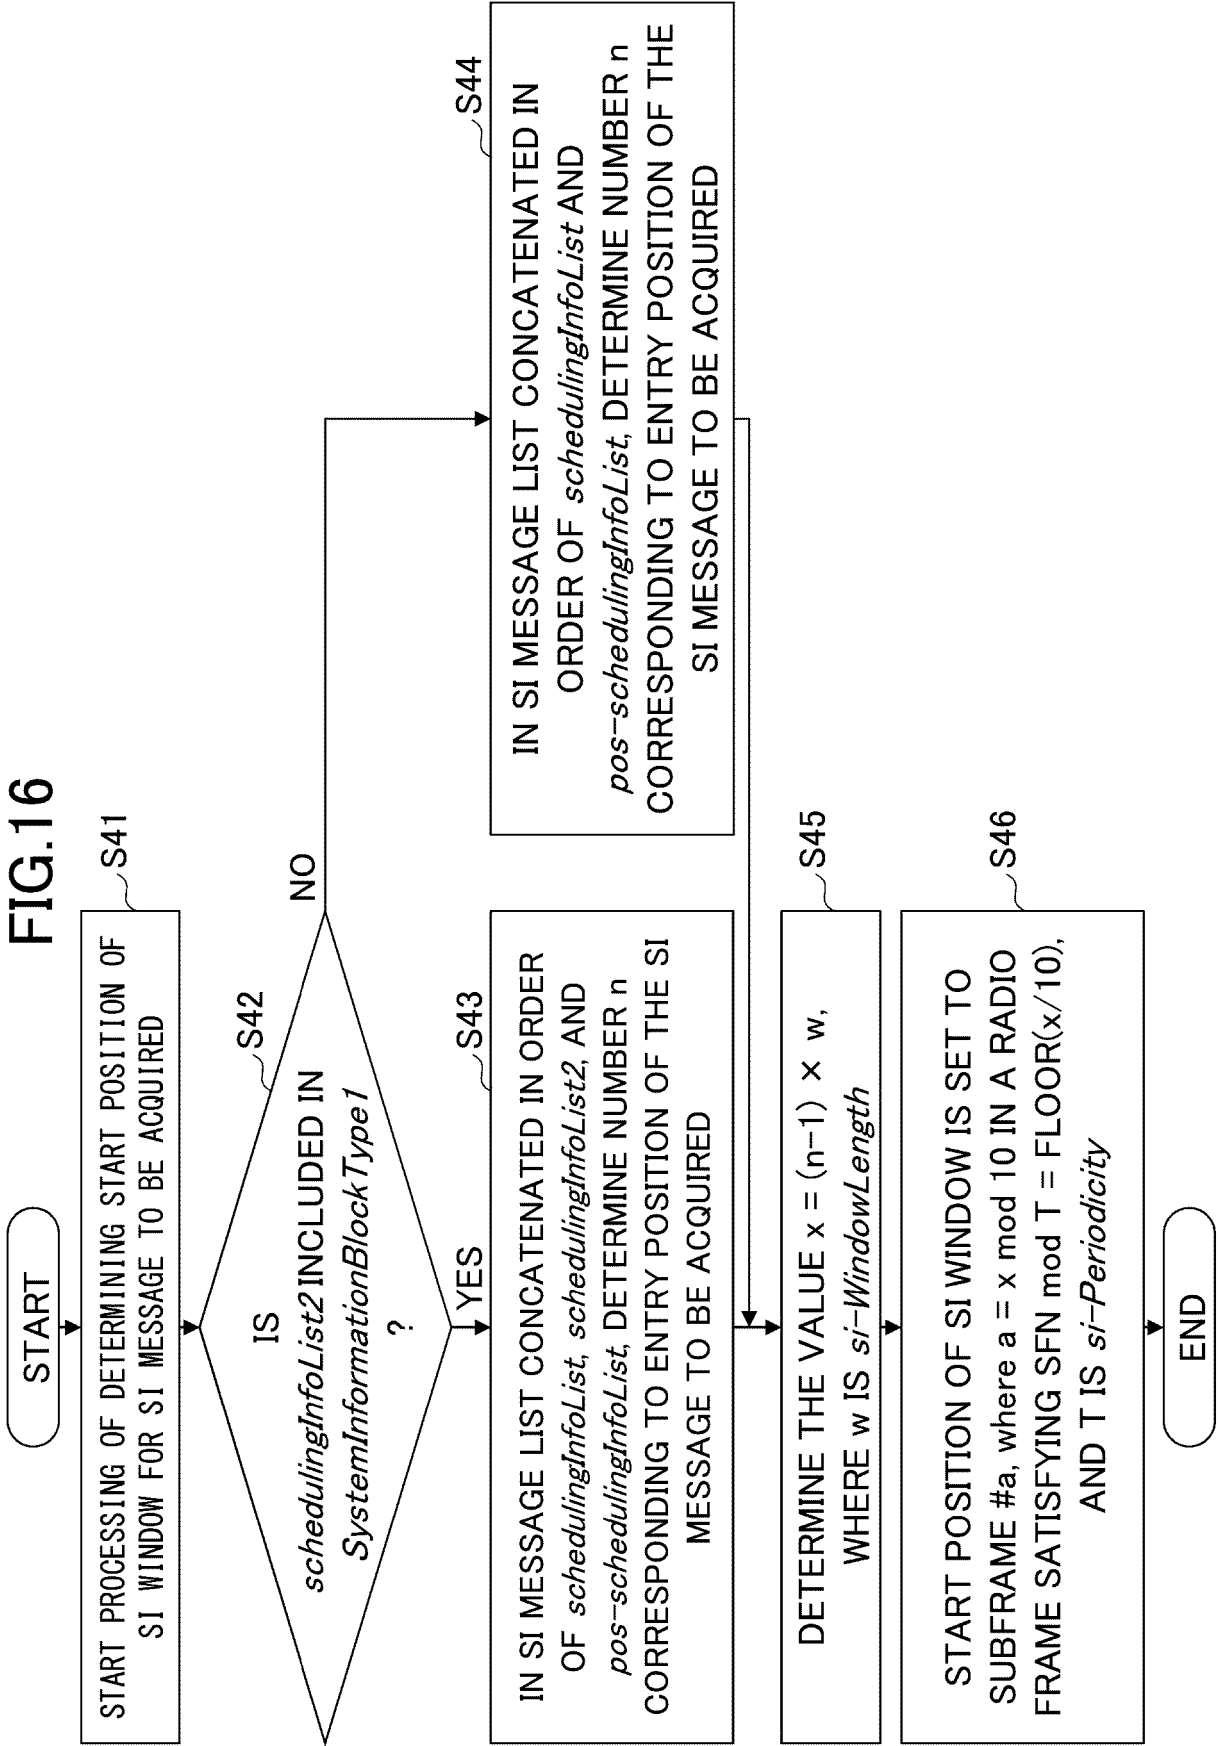 FIG.16
START
S41
START PROCESSING OF DETERMINING START POSITION OF
SI WINDOW FOR SI MESSAGE TO BE ACQUIRED
S42
IS
schedulingInfoList2 INCLUDED IN
SystemInformationBlockType1
?
NO
YES
S43
IN SI MESSAGE LIST CONCATENATED IN ORDER
OF schedulingInfoList, schedulingInfoList2, AND
pos-schedulingInfoList, DETERMINE NUMBER n
CORRESPONDING TO ENTRY POSITION OF THE SI
MESSAGE TO BE ACQUIRED
S44
IN SI MESSAGE LIST CONCATENATED IN
ORDER OF schedulingInfoList AND
pos-schedulingInfoList, DETERMINE NUMBER n
CORRESPONDING TO ENTRY POSITION OF THE
SI MESSAGE TO BE ACQUIRED
S45
DETERMINE THE VALUE x = (n-1) × w,
WHERE w IS si-WindowLength
S46
START POSITION OF SI WINDOW IS SET TO
SUBFRAME #a, where a = x mod 10 IN A RADIO
FRAME SATISFYING SFN mod T = FLOOR(x/10),
AND T IS si-Periodicity
END